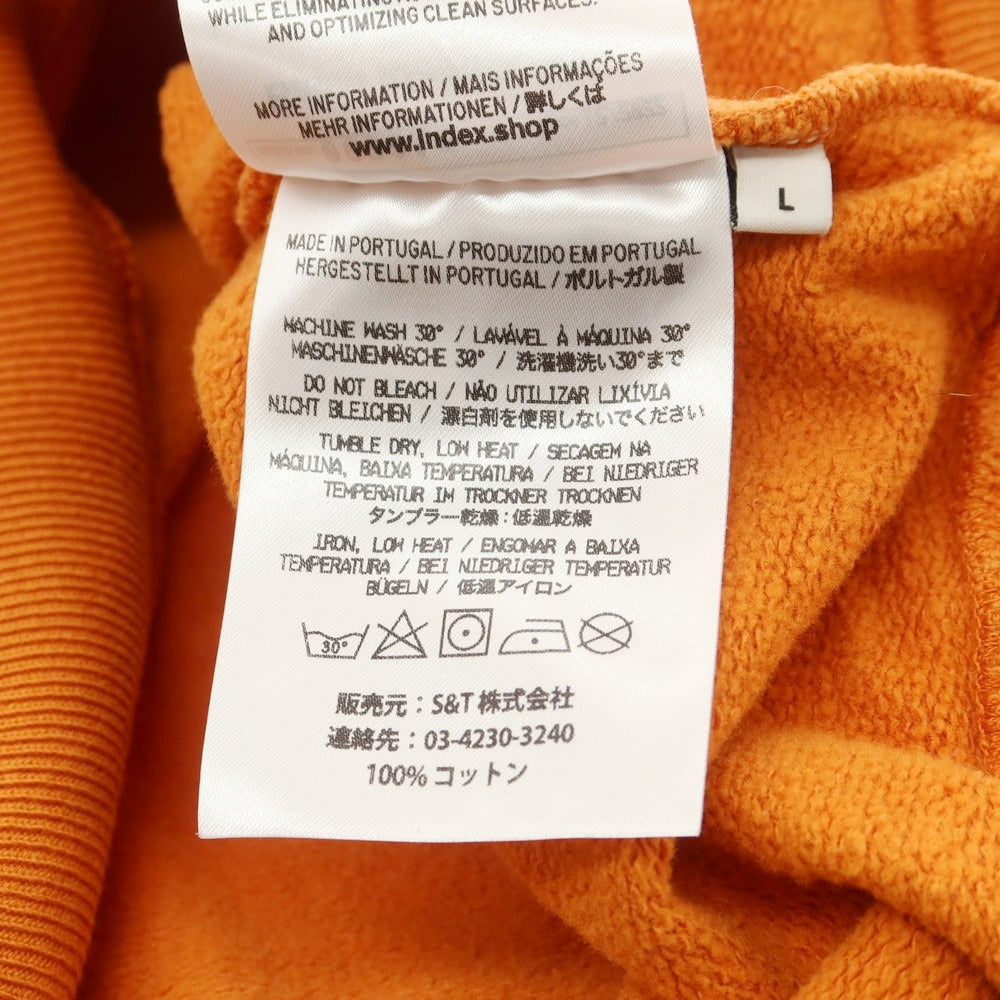 WHILE ELIMINATING
AND OPTIMIZING CLEAN SURFACES.
MORE INFORMATION / MAIS INFORMAÇÕES
MEHR INFORMATIONEN / 詳しくは
www.Index.shop
L
MADE IN PORTUGAL / PRODUZIDO EM PORTUGAL
HERGESTELLT IN PORTUGAL / ポルトガル製
MACHINE WASH 30° / LAVÁVEL À MÁQUINA 30°
MASCHINENWÄSCHE 30° / 洗濯機洗い30°まで
DO NOT BLEACH / NÃO UTILIZAR LIXÍVIA
NICHT BLEICHEN / 漂白剤を使用しないでください
TUMBLE DRY, LOW HEAT / SECAGEM NA
MÁQUINA, BAIXA TEMPERATURA / BEI NIEDRIGER
TEMPERATUR IM TROCKNER TROCKNEN
タンブラー乾燥：低温乾燥
IRON, LOW HEAT / ENGOMAR A BAIXA
TEMPERATURA / BEI NIEDRIGER TEMPERATUR
BÜGELN / 低温アイロン
30°
販売元：S&T 株式会社
連絡先：03-4230-3240
100% コットン